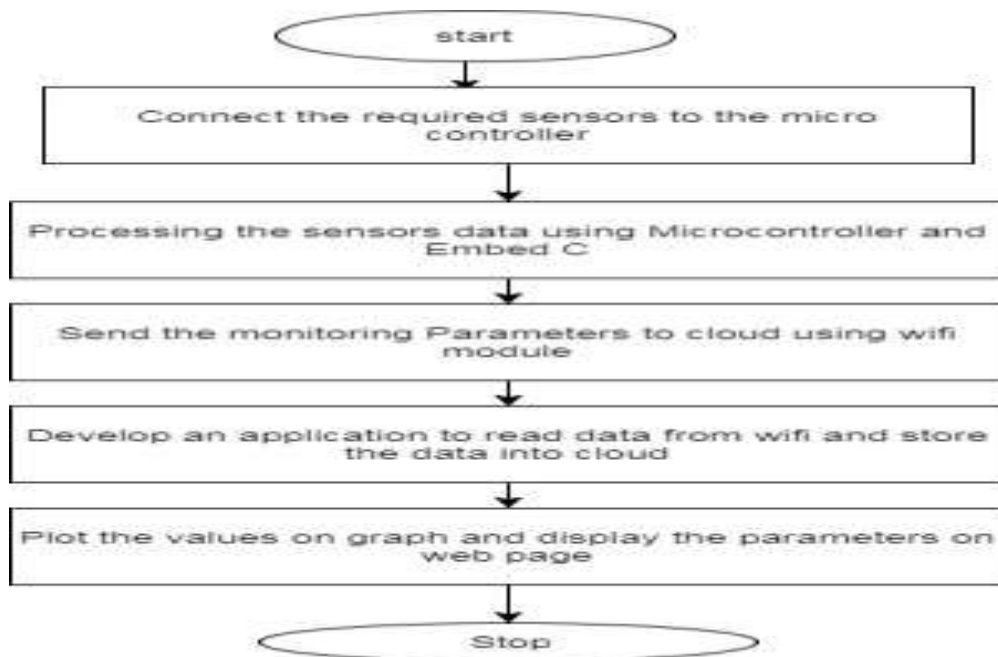 start
Connect the required sensors to the micro
controller
Processing the sensors data using Microcontroller and
Embed C
Send the monitoring Parameters to cloud using wifi
module
Develop an application to read data from wifi and store
the data into cloud
Plot the values on graph and display the parameters on
web page
Stop